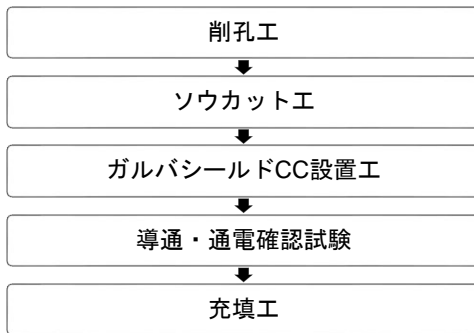 削孔工
ソウカット工
ガルバシールドCC設置工
導通・通電確認試験
充填工